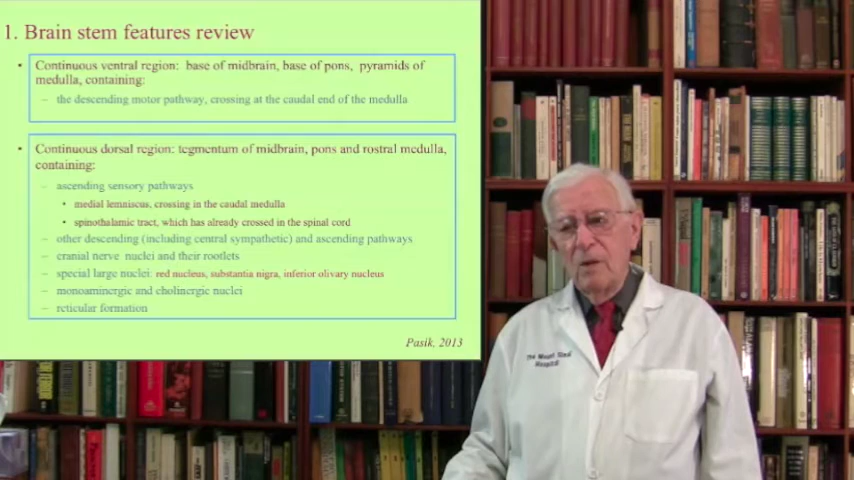 1. Brain stem features review
• Continuous ventral region: base of midbrain, base of pons, pyramids of
medulla, containing:
– the descending motor pathway, crossing at the caudal end of the medulla
• Continuous dorsal region: tegmentum of midbrain, pons and rostral medulla,
containing:
– ascending sensory pathways
• medial lemniscus, crossing in the caudal medulla
• spinothalamic tract, which has already crossed in the spinal cord
– other descending (including central sympathetic) and ascending pathways
– cranial nerve nuclei and their rootlets
– special large nuclei: red nucleus, substantia nigra, inferior olivary nucleus
– monoaminergic and cholinergic nuclei
– reticular formation
Pasik, 2013
The Mount Sinai
Hospital